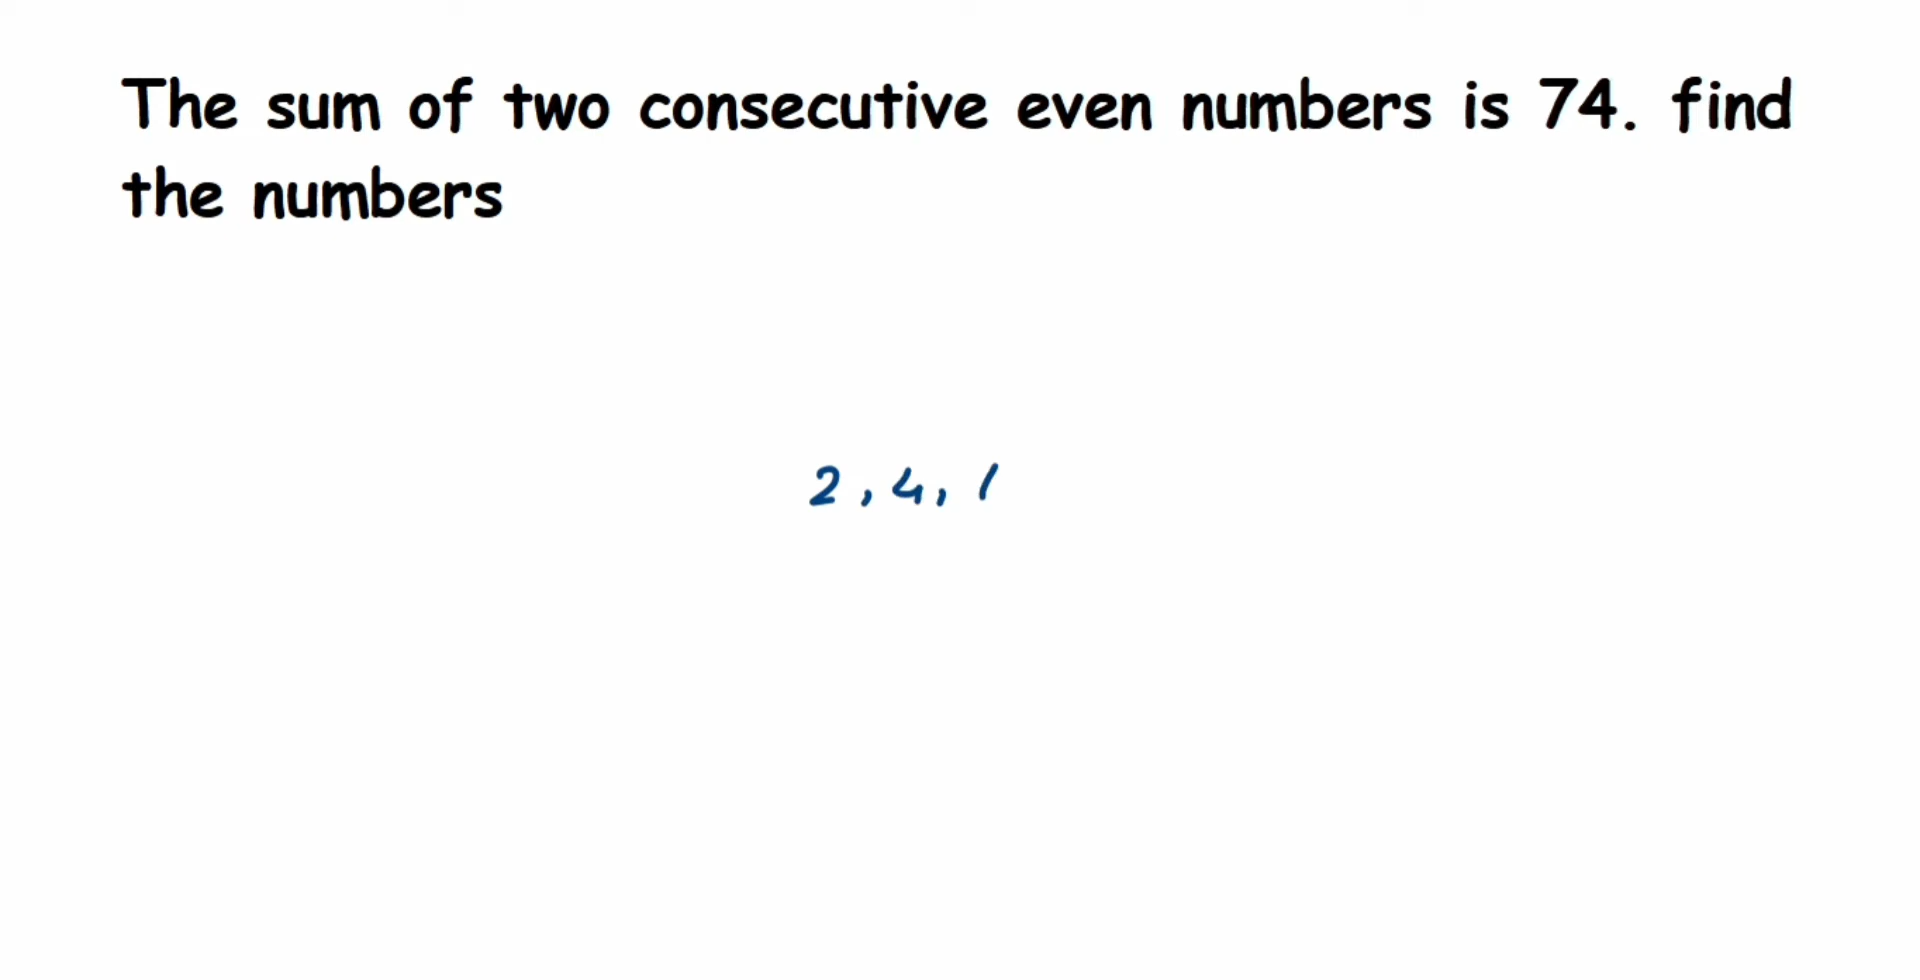 The sum of two consecutive even numbers is 74. find
the numbers
2, 4,